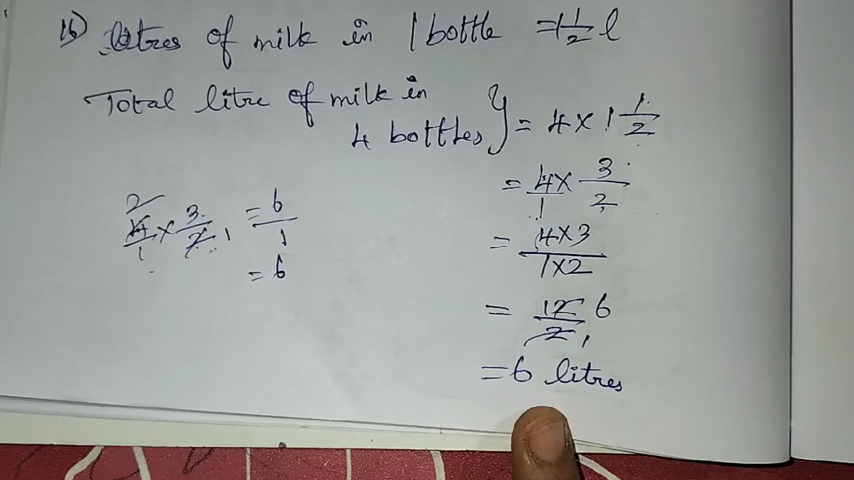 16) litres of milk in 1 bottle = 1 1/2 l
Total litre of milk in
4 bottles } = 4 × 1 1/2
= 4/1 × 3/2
= 4×3/1×2
= 12/2 6/1
= 6 litres
2
4/1 × 3/2 1 = 6/1
= 6